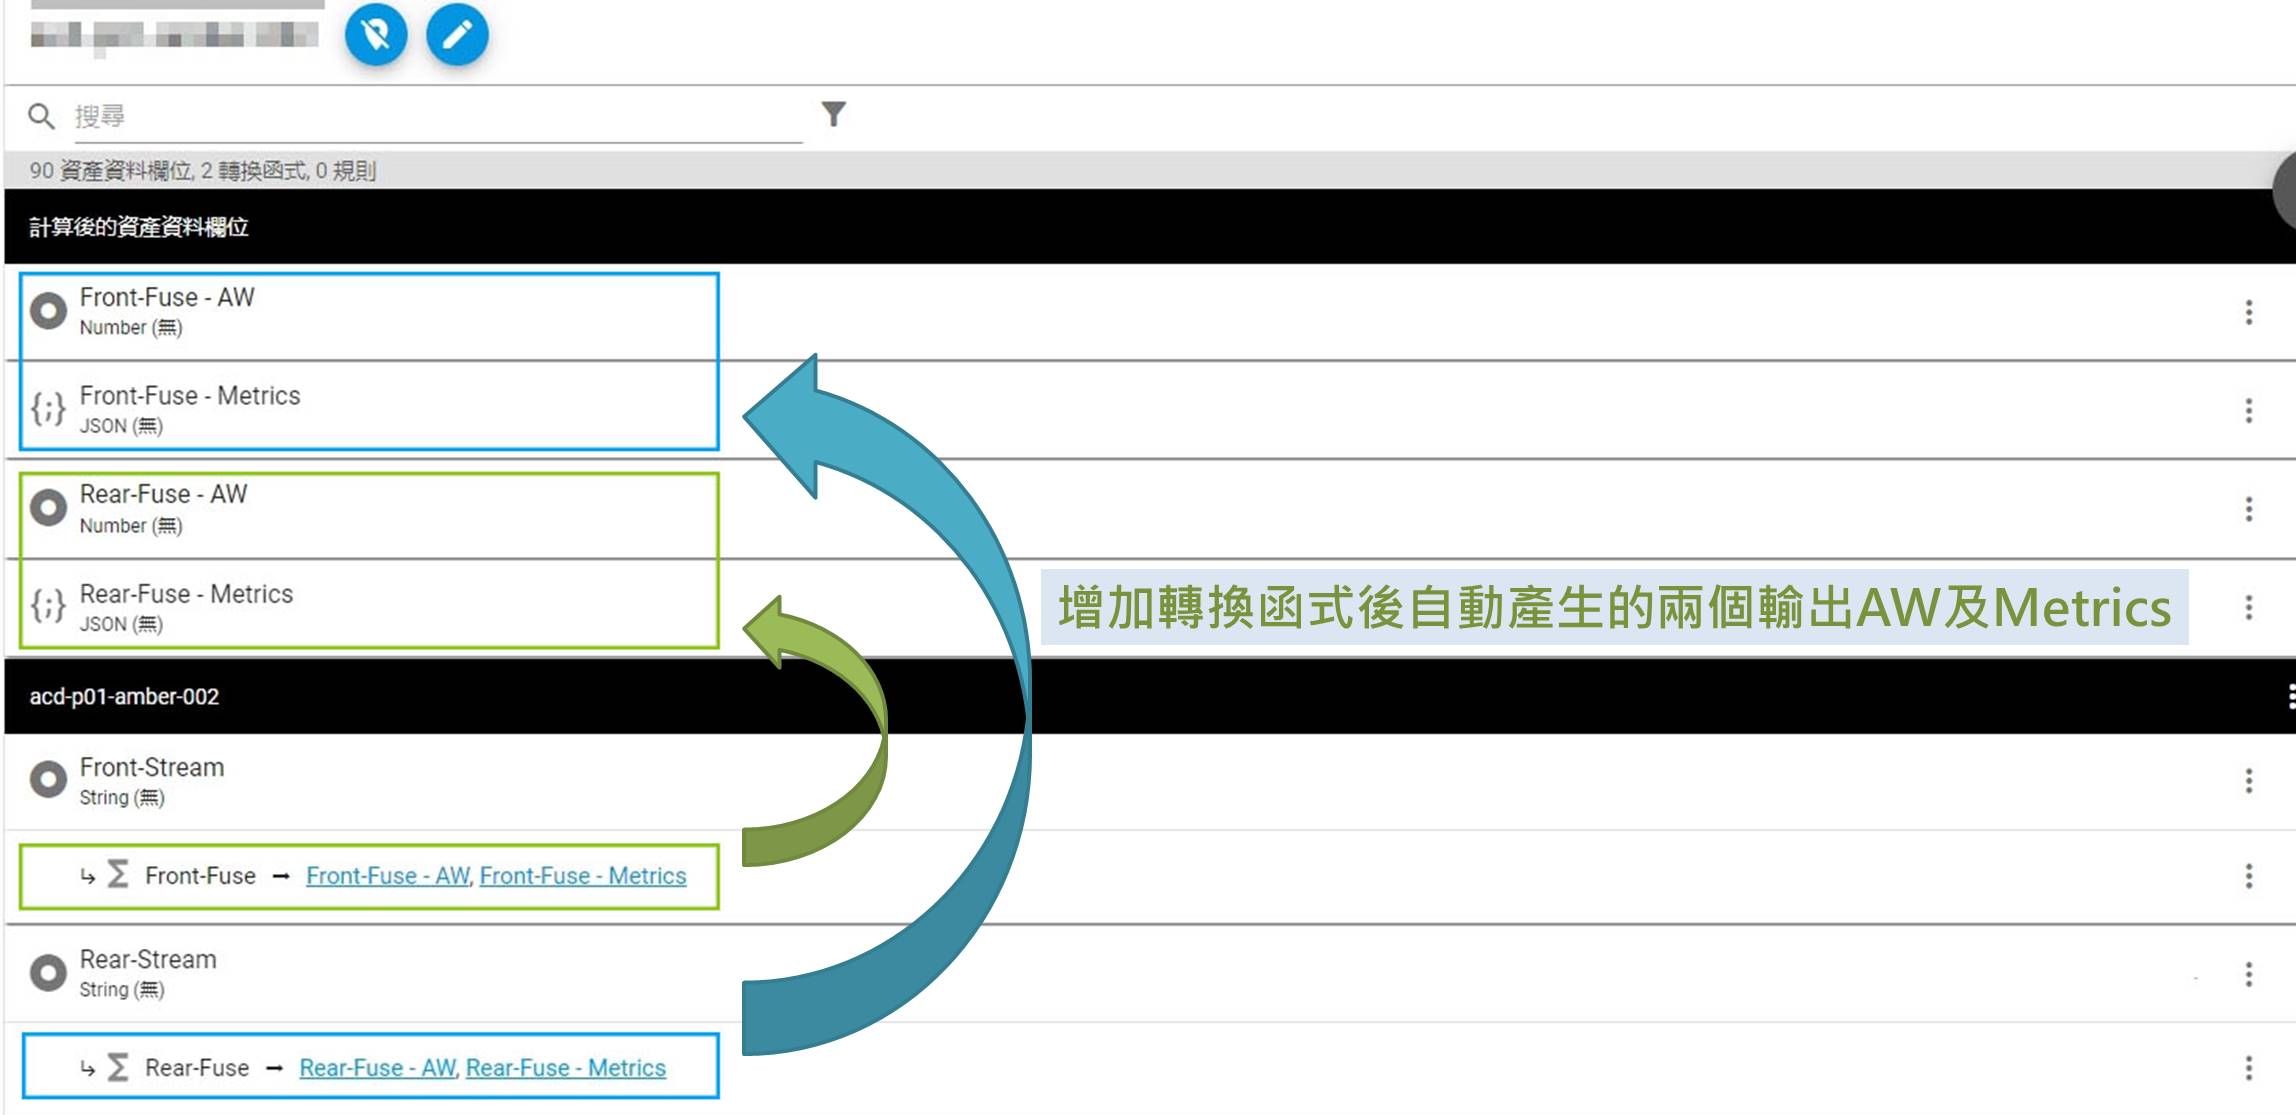 搜尋
90 資產資料欄位, 2 轉換函式, 0 規則
計算後的資產資料欄位
Front-Fuse - AW
Number (無)
Front-Fuse - Metrics
JSON (無)
Rear-Fuse - AW
Number (無)
Rear-Fuse - Metrics
JSON (無)
增加轉換函式後自動產生的兩個輸出AW及Metrics
acd-p01-amber-002
Front-Stream
String (無)
Front-Fuse → Front-Fuse - AW, Front-Fuse - Metrics
Rear-Stream
String (無)
Rear-Fuse → Rear-Fuse - AW, Rear-Fuse - Metrics